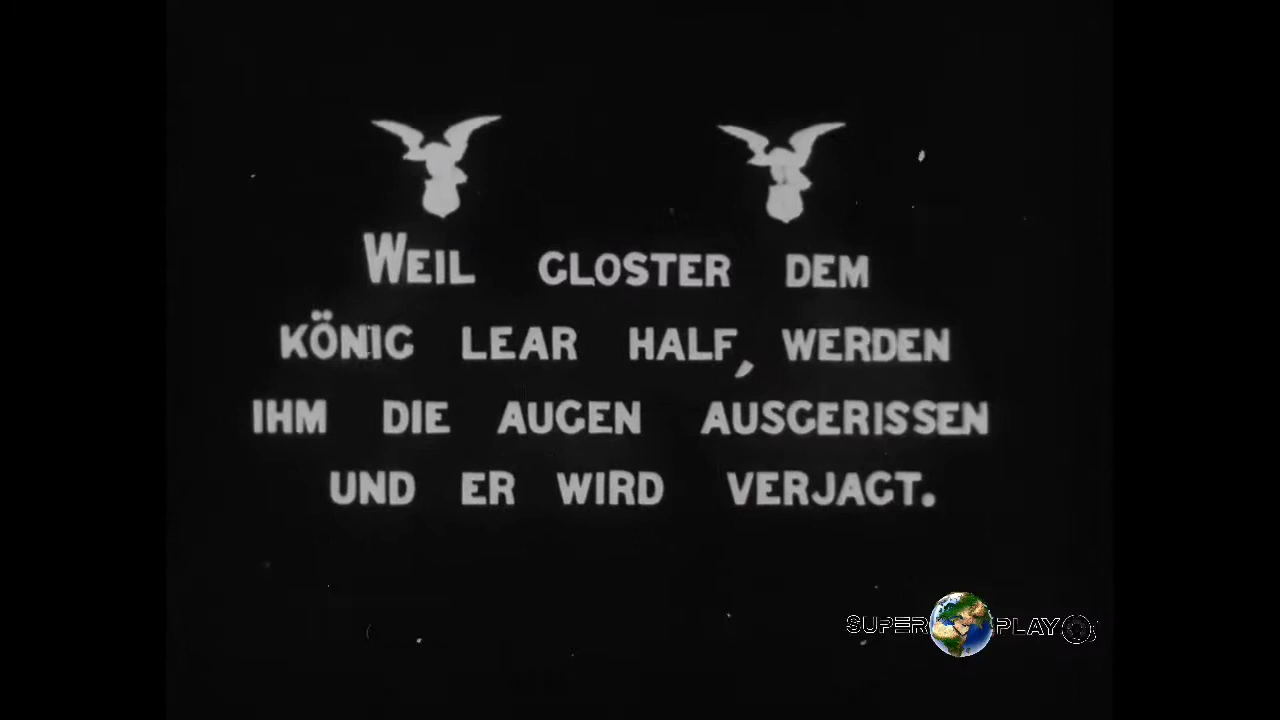 WEIL GLOSTER DEM
KÖNIG LEAR HALF, WERDEN
IHM DIE AUGEN AUSGERISSEN
UND ER WIRD VERJAGT.
SUPER PLAY